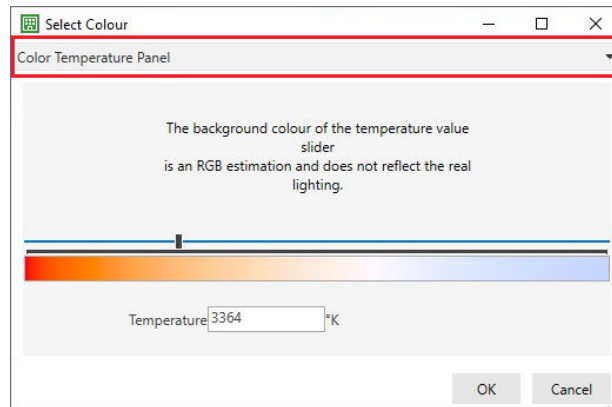 Select Colour
Color Temperature Panel
The background colour of the temperature value
slider
is an RGB estimation and does not reflect the real
lighting.
Temperature 3364 °K
OK Cancel